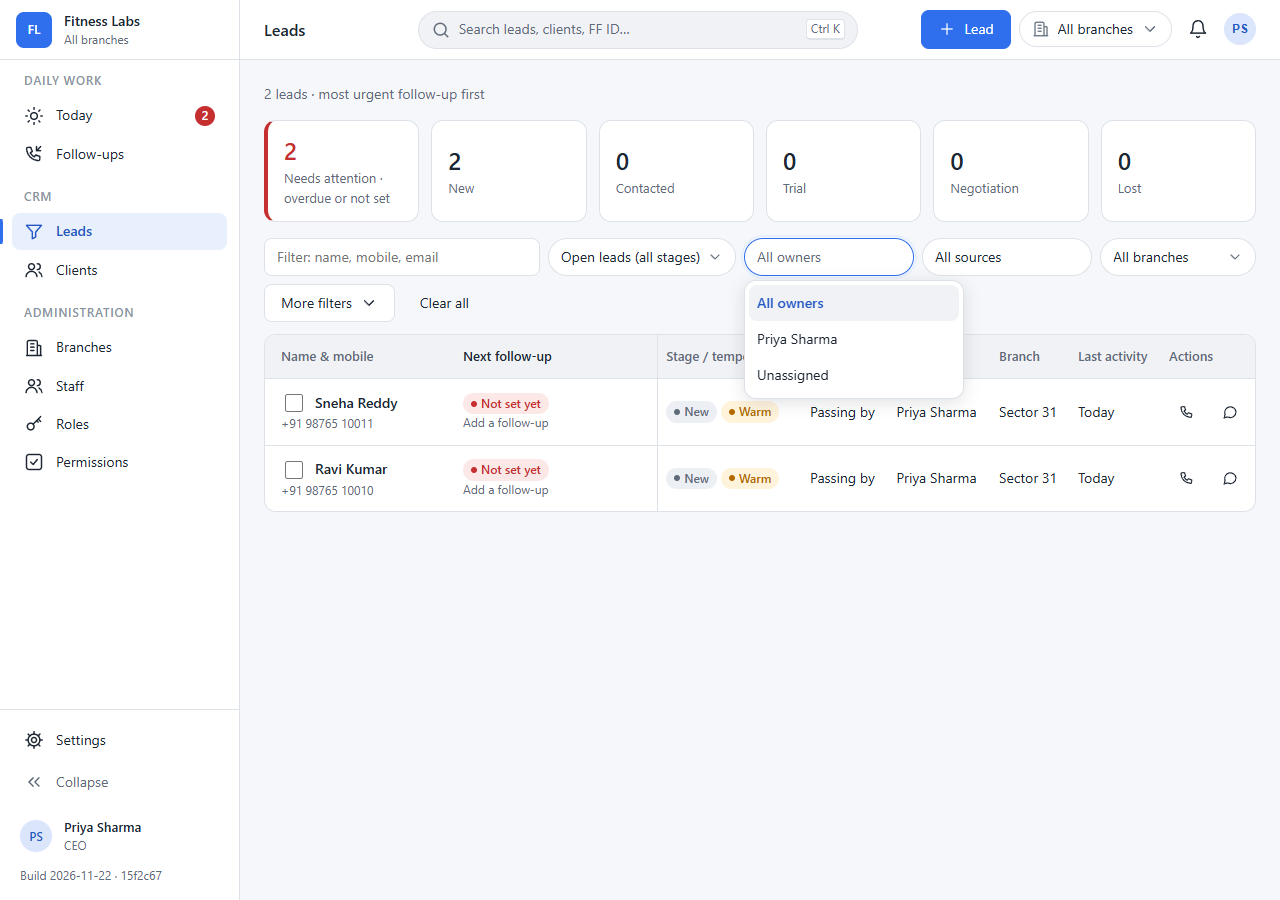 FL
Fitness Labs
All branches
DAILY WORK
Today
2
Follow-ups
CRM
Leads
Clients
ADMINISTRATION
Branches
Staff
Roles
Permissions
Settings
Collapse
PS
Priya Sharma
CEO
Build 2026-11-22 · 15f2c67
Leads
Search leads, clients, FF ID...
Ctrl K
Lead
All branches
PS
2 leads · most urgent follow-up first
2
Needs attention ·
overdue or not set
2
New
0
Contacted
0
Trial
0
Negotiation
0
Lost
Filter: name, mobile, email
Open leads (all stages)
All owners
All sources
All branches
More filters
Clear all
All owners
Priya Sharma
Unassigned
Name & mobile
Next follow-up
Stage /
Branch
Last activity
Actions
Sneha Reddy
+91 98765 10011
Not set yet
Add a follow-up
New
Warm
Passing by
Priya Sharma
Sector 31
Today
Ravi Kumar
+91 98765 10010
Not set yet
Add a follow-up
New
Warm
Passing by
Priya Sharma
Sector 31
Today